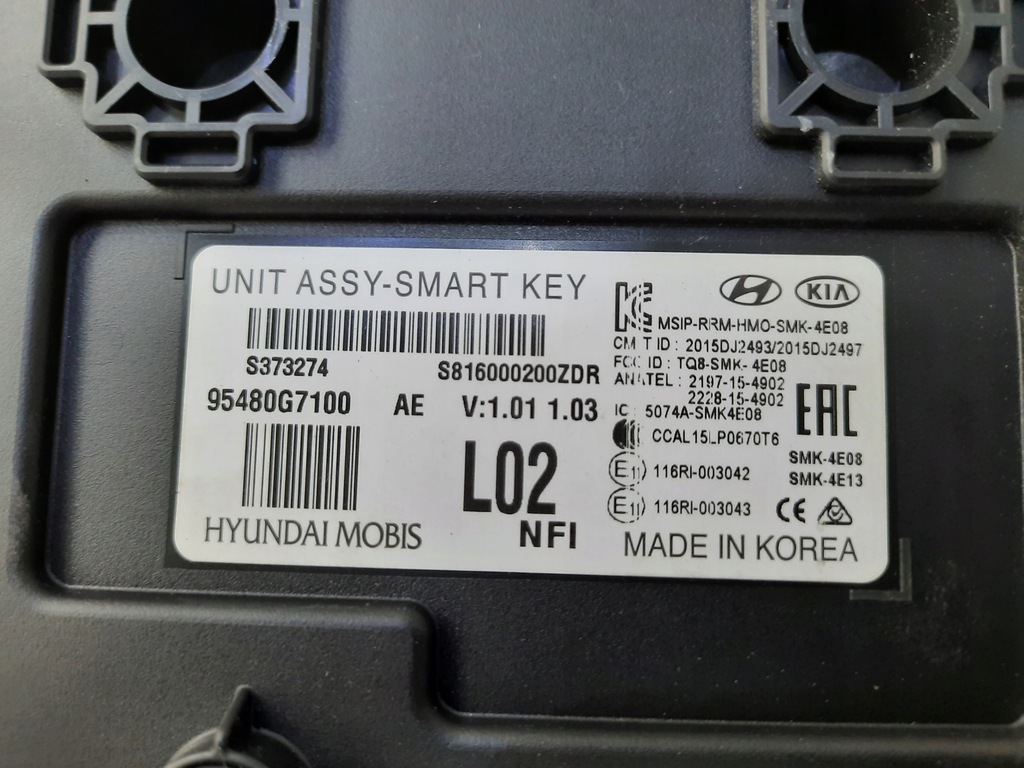 UNIT ASSY-SMART KEY
S373274 S816000200ZDR
95480G7100 AE V:1.01 1.03
L02
NFI
HYUNDAI MOBIS
KIA
MSIP-RRM-HMO-SMK-4E08
CMIT ID : 2015DJ2493/2015DJ2497
FCC ID : TQ8-SMK-4E08
ANATEL : 2197-15-4902
2228-15-4902
IC : 5074A-SMK4E08
CCAL15LP0670T6
EAC
SMK-4E08
SMK-4E13
E11 116RI-003042
E11 116RI-003043
CE
MADE IN KOREA